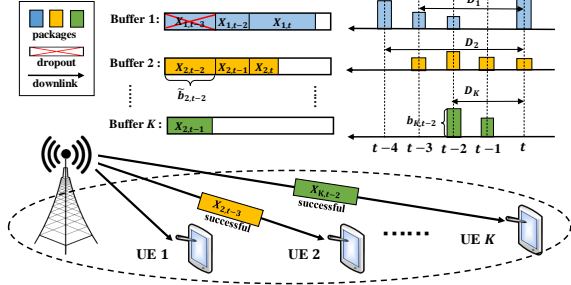 packages
dropout
downlink
Buffer 1:
X1,t−3 X1,t−2 X1,t
Buffer 2:
X2,t−2 X2,t−1 X2,t
b̃2,t−2
Buffer K:
X2,t−1
D1
D2
DK
bK,t−2
t−4 t−3 t−2 t−1 t
XK,t−2
successful
X2,t−3
successful
UE 1
UE 2
UE K